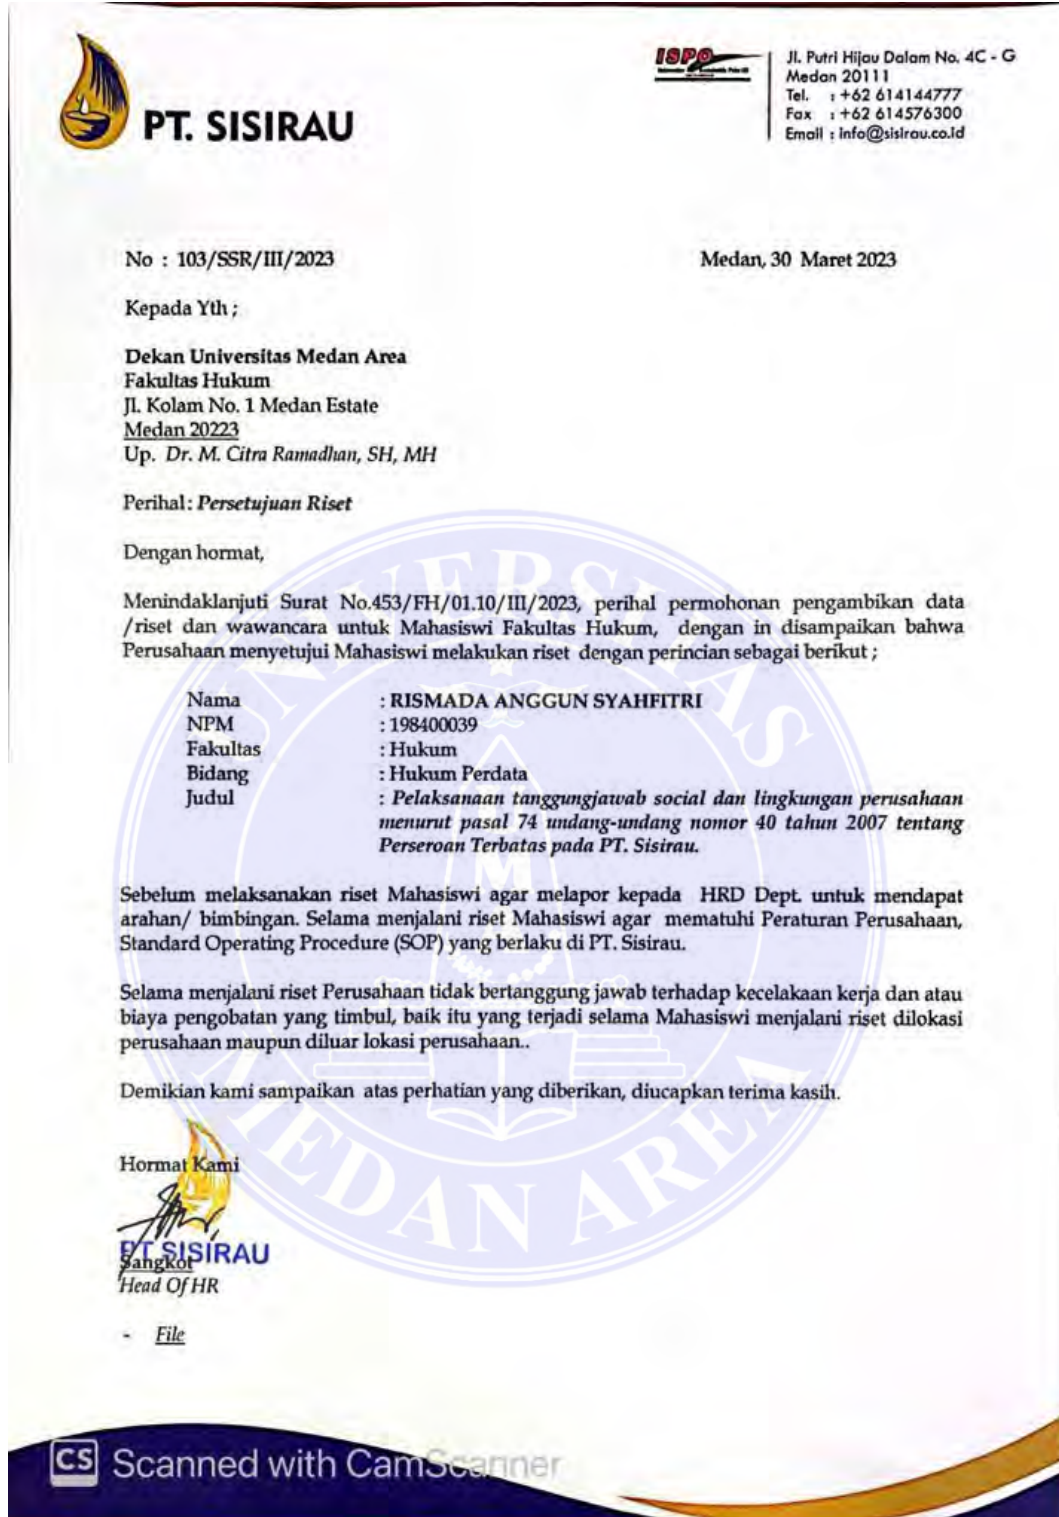 PT. SISIRAU
ISPO
Jl. Putri Hijau Dalam No. 4C - G
Medan 20111
Tel. : +62 614144777
Fax : +62 614576300
Email : info@sisirau.co.id
No : 103/SSR/III/2023
Medan, 30 Maret 2023
Kepada Yth ;
Dekan Universitas Medan Area
Fakultas Hukum
Jl. Kolam No. 1 Medan Estate
Medan 20223
Up. Dr. M. Citra Ramadhan, SH, MH
Perihal : Persetujuan Riset
Dengan hormat,
Menindaklanjuti Surat No.453/FH/01.10/III/2023, perihal permohonan pengambikan data
/riset dan wawancara untuk Mahasiswi Fakultas Hukum, dengan in disampaikan bahwa
Perusahaan menyetujui Mahasiswi melakukan riset dengan perincian sebagai berikut ;
Nama : RISMADA ANGGUN SYAHFITRI
NPM : 198400039
Fakultas : Hukum
Bidang : Hukum Perdata
Judul : Pelaksanaan tanggungjawab social dan lingkungan perusahaan
menurut pasal 74 undang-undang nomor 40 tahun 2007 tentang
Perseroan Terbatas pada PT. Sisirau.
Sebelum melaksanakan riset Mahasiswi agar melapor kepada HRD Dept. untuk mendapat
arahan/ bimbingan. Selama menjalani riset Mahasiswi agar mematuhi Peraturan Perusahaan,
Standard Operating Procedure (SOP) yang berlaku di PT. Sisirau.
Selama menjalani riset Perusahaan tidak bertanggung jawab terhadap kecelakaan kerja dan atau
biaya pengobatan yang timbul, baik itu yang terjadi selama Mahasiswi menjalani riset dilokasi
perusahaan maupun diluar lokasi perusahaan..
Demikian kami sampaikan atas perhatian yang diberikan, diucapkan terima kasih.
Hormat Kami
PT SISIRAU
Sangkot
Head Of HR
- File
UNIVERSITAS
UMA
MEDAN AREA
CS Scanned with CamScanner